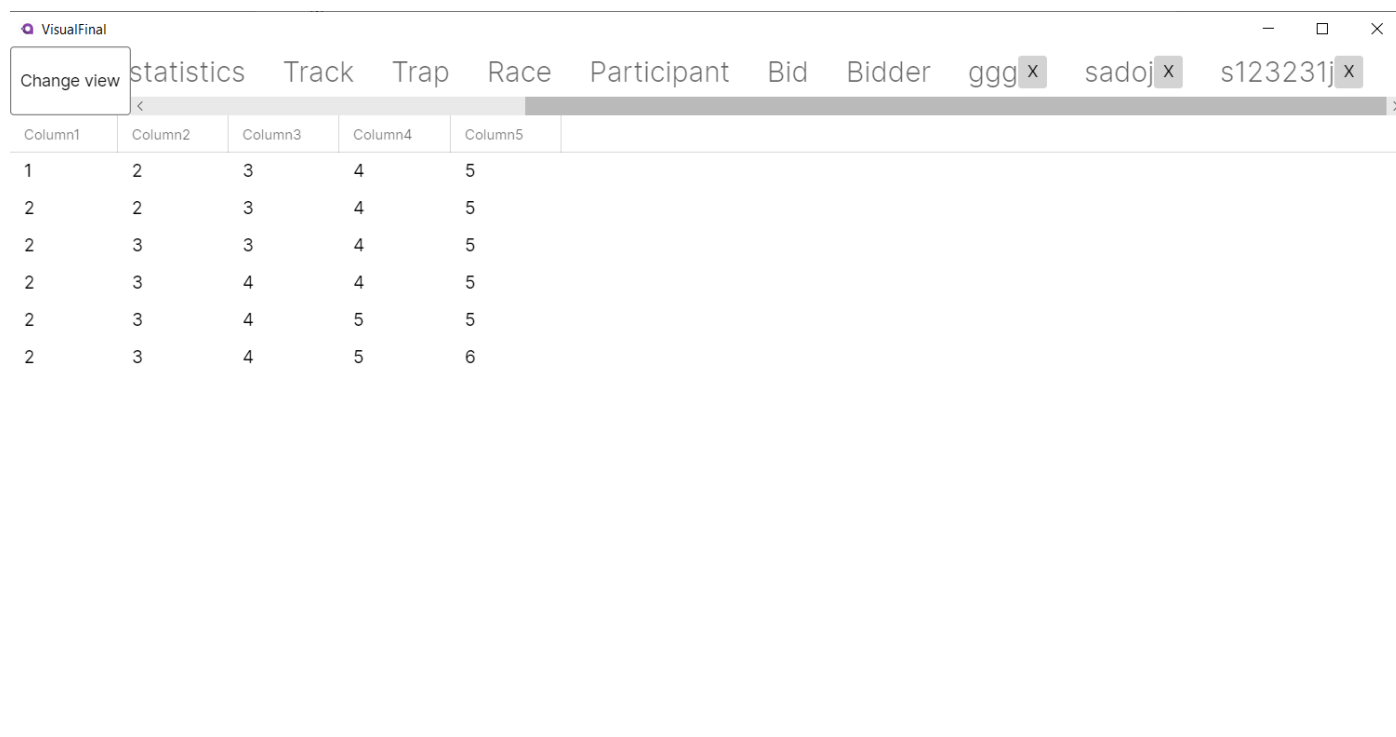 VisualFinal
Change view statistics Track Trap Race Participant Bid Bidder ggg X sadoj X s123231j X
Column1 Column2 Column3 Column4 Column5
1 2 3 4 5
2 2 3 4 5
2 3 3 4 5
2 3 4 4 5
2 3 4 5 5
2 3 4 5 6